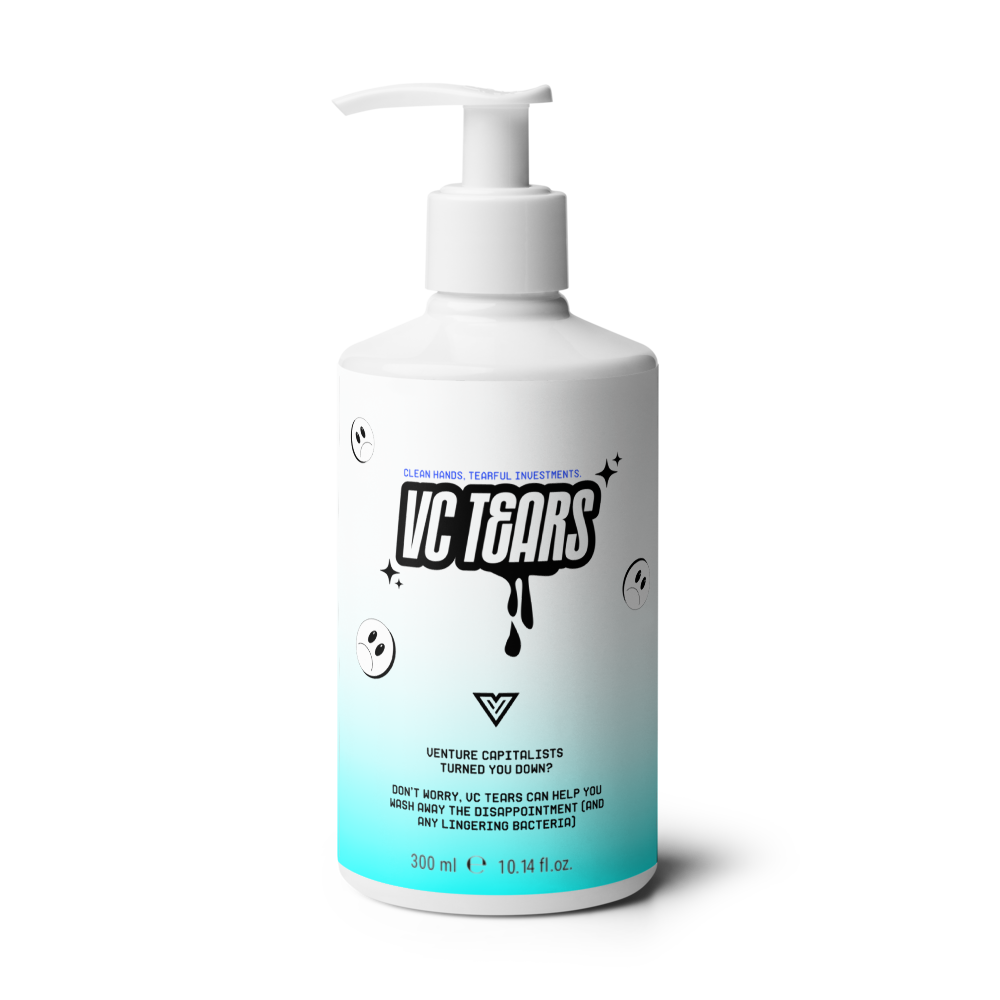 CLEAN HANDS, TEARFUL INVESTMENTS.
VC TEARS
VENTURE CAPITALISTS
TURNED YOU DOWN?
DON'T WORRY, VC TEARS CAN HELP YOU
WASH AWAY THE DISAPPOINTMENT (AND
ANY LINGERING BACTERIA)
300 ml ℮ 10.14 fl.oz.